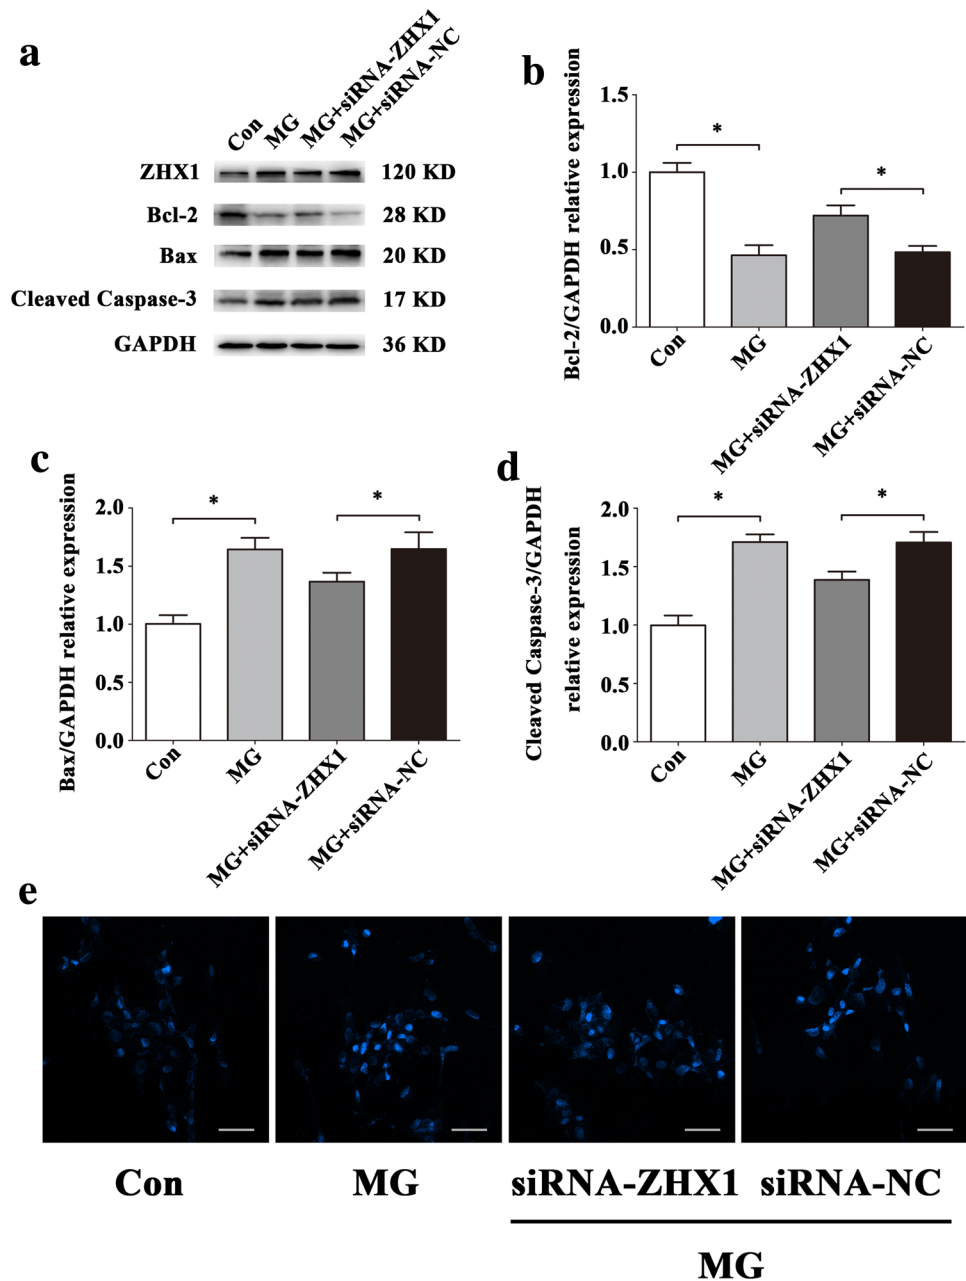 a
Con
MG
MG+siRNA-ZHX1
MG+siRNA-NC
ZHX1 120 KD
Bcl-2 28 KD
Bax 20 KD
Cleaved Caspase-3 17 KD
GAPDH 36 KD
b
Bcl-2/GAPDH relative expression
1.5
1.0
0.5
0.0
*
*
Con
MG
MG+siRNA-ZHX1
MG+siRNA-NC
c
Bax/GAPDH relative expression
2.0
1.5
1.0
0.5
0.0
*
*
Con
MG
MG+siRNA-ZHX1
MG+siRNA-NC
d
Cleaved Caspase-3/GAPDH
relative expression
2.0
1.5
1.0
0.5
0.0
*
*
Con
MG
MG+siRNA-ZHX1
MG+siRNA-NC
e
Con MG siRNA-ZHX1 siRNA-NC
MG